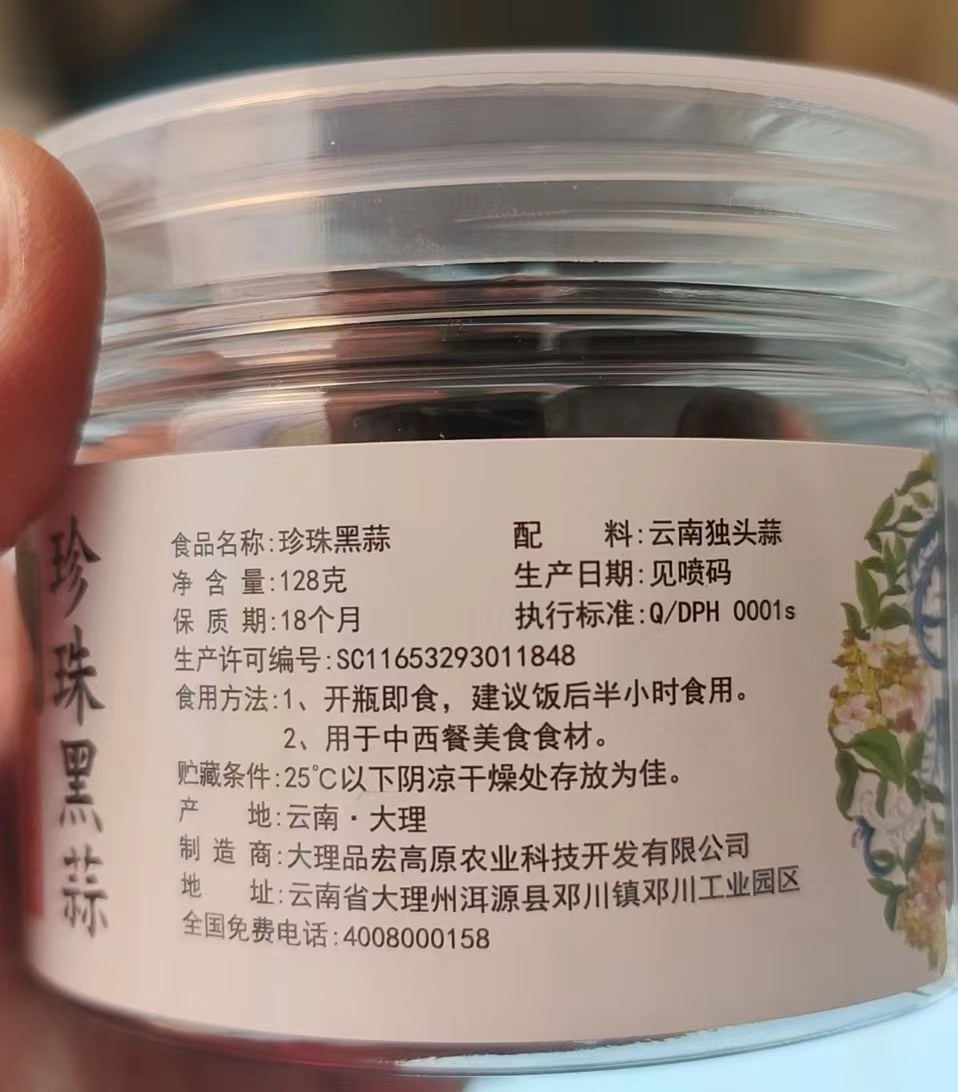 珍珠黑蒜
食品名称:珍珠黑蒜
配 料:云南独头蒜
净含量:128克
生产日期:见喷码
保质期:18个月
执行标准:Q/DPH 0001s
生产许可编号:SC11653293011848
食用方法:1、开瓶即食，建议饭后半小时食用。
2、用于中西餐美食食材。
贮藏条件:25℃以下阴凉干燥处存放为佳。
产 地:云南·大理
制造商:大理品宏高原农业科技开发有限公司
地 址:云南省大理州洱源县邓川镇邓川工业园区
全国免费电话:4008000158